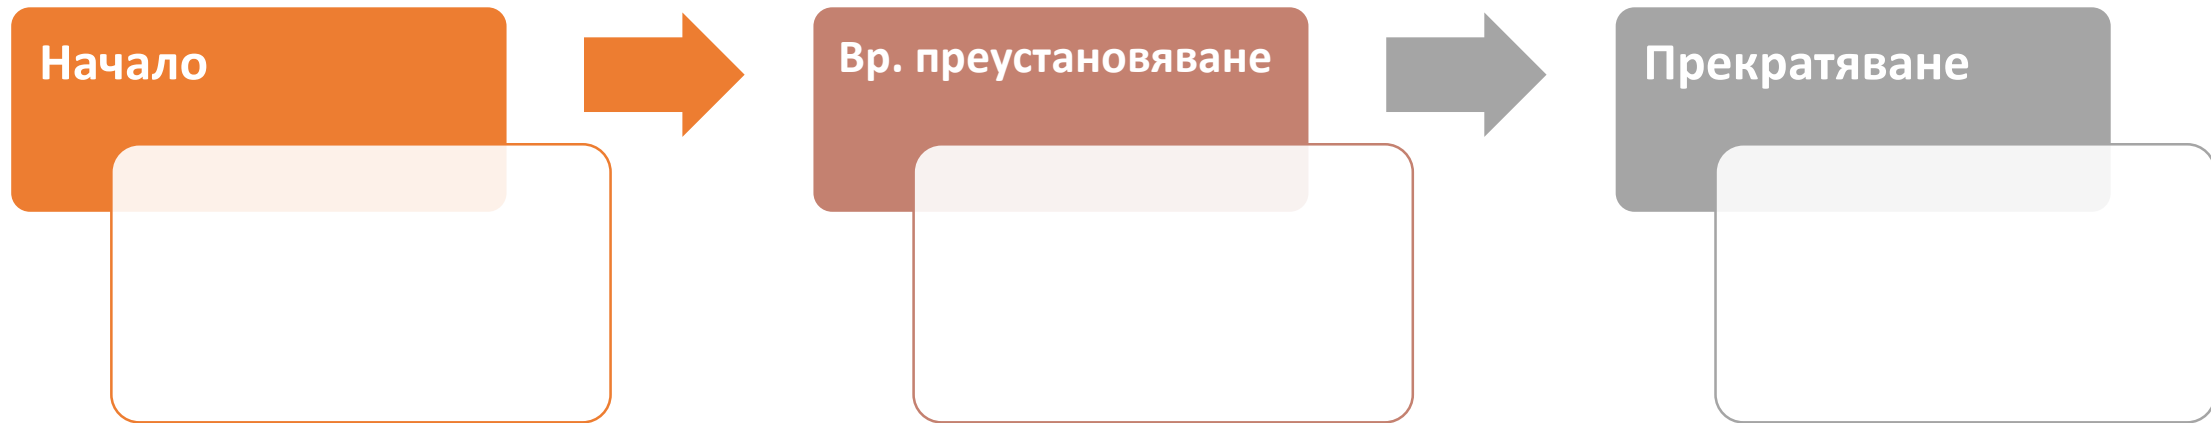 Начало
Вр. преустановяване
Прекратяване